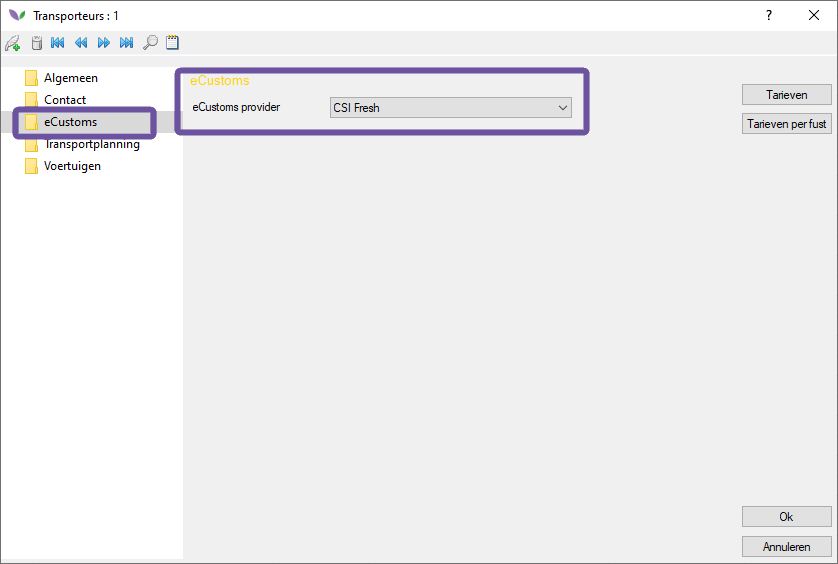 Transporteurs : 1
?
Algemeen
Contact
eCustoms
Transportplanning
Voertuigen
eCustoms
eCustoms provider
CSI Fresh
Tarieven
Tarieven per fust
Ok
Annuleren